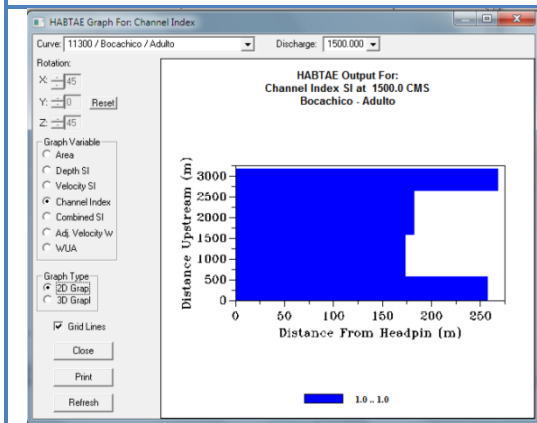 HABTAE Graph For: Channel Index
Curve: 11300 / Bocachico / Adulto
Discharge: 1500.000
Rotation:
X: 45
Y: 0 Reset
Z: 45
Graph Variable
Area
Depth SI
Velocity SI
Channel Index
Combined SI
Adj. Velocity W
WUA
Graph Type
2D Grap
3D Grapl
Grid Lines
Close
Print
Refresh
HABTAE Output For:
Channel Index SI at 1500.0 CMS
Bocachico - Adulto
Distance Upstream (m)
3000
2500
2000
1500
1000
500
0
0 50 100 150 200 250
Distance From Headpin (m)
1.0 .. 1.0